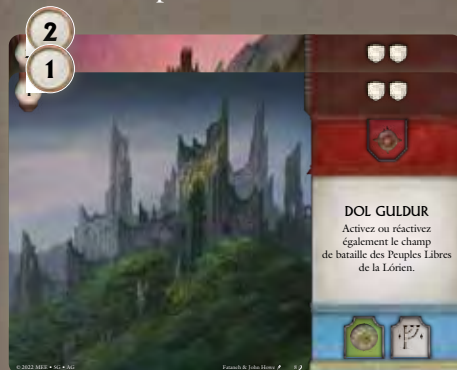 2
1
DOL GULDUR
Activez ou réactivez
également le champ
de bataille des Peuples Libres
de la Lórien.
© 2022 MEE • SG • AG
Fataneh & John Howe